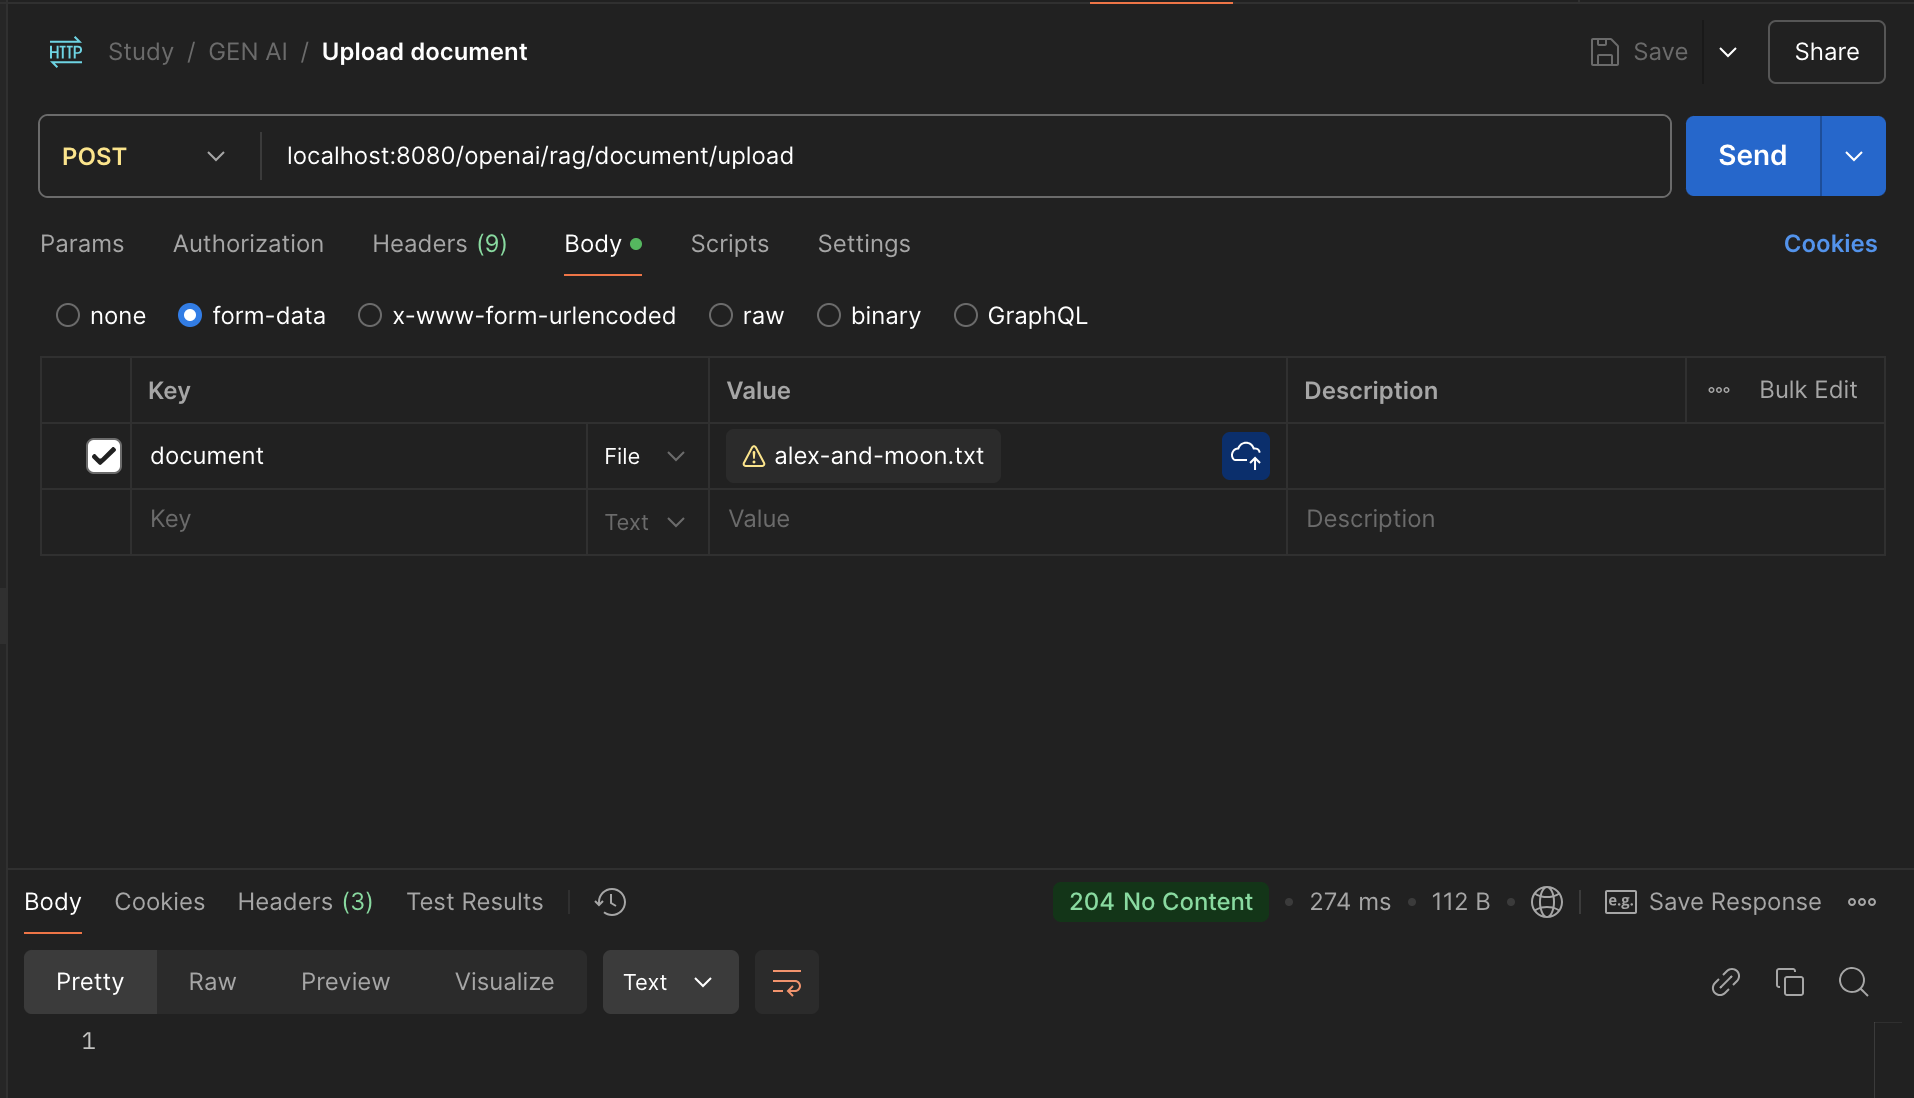 HTTP Study / GEN AI / Upload document Save Share
POST localhost:8080/openai/rag/document/upload Send
Params Authorization Headers (9) Body Scripts Settings Cookies
none form-data x-www-form-urlencoded raw binary GraphQL
Key Value Description Bulk Edit
document File alex-and-moon.txt
Key Text Value Description
Body Cookies Headers (3) Test Results 204 No Content 274 ms 112 B e.g. Save Response
Pretty Raw Preview Visualize Text
1